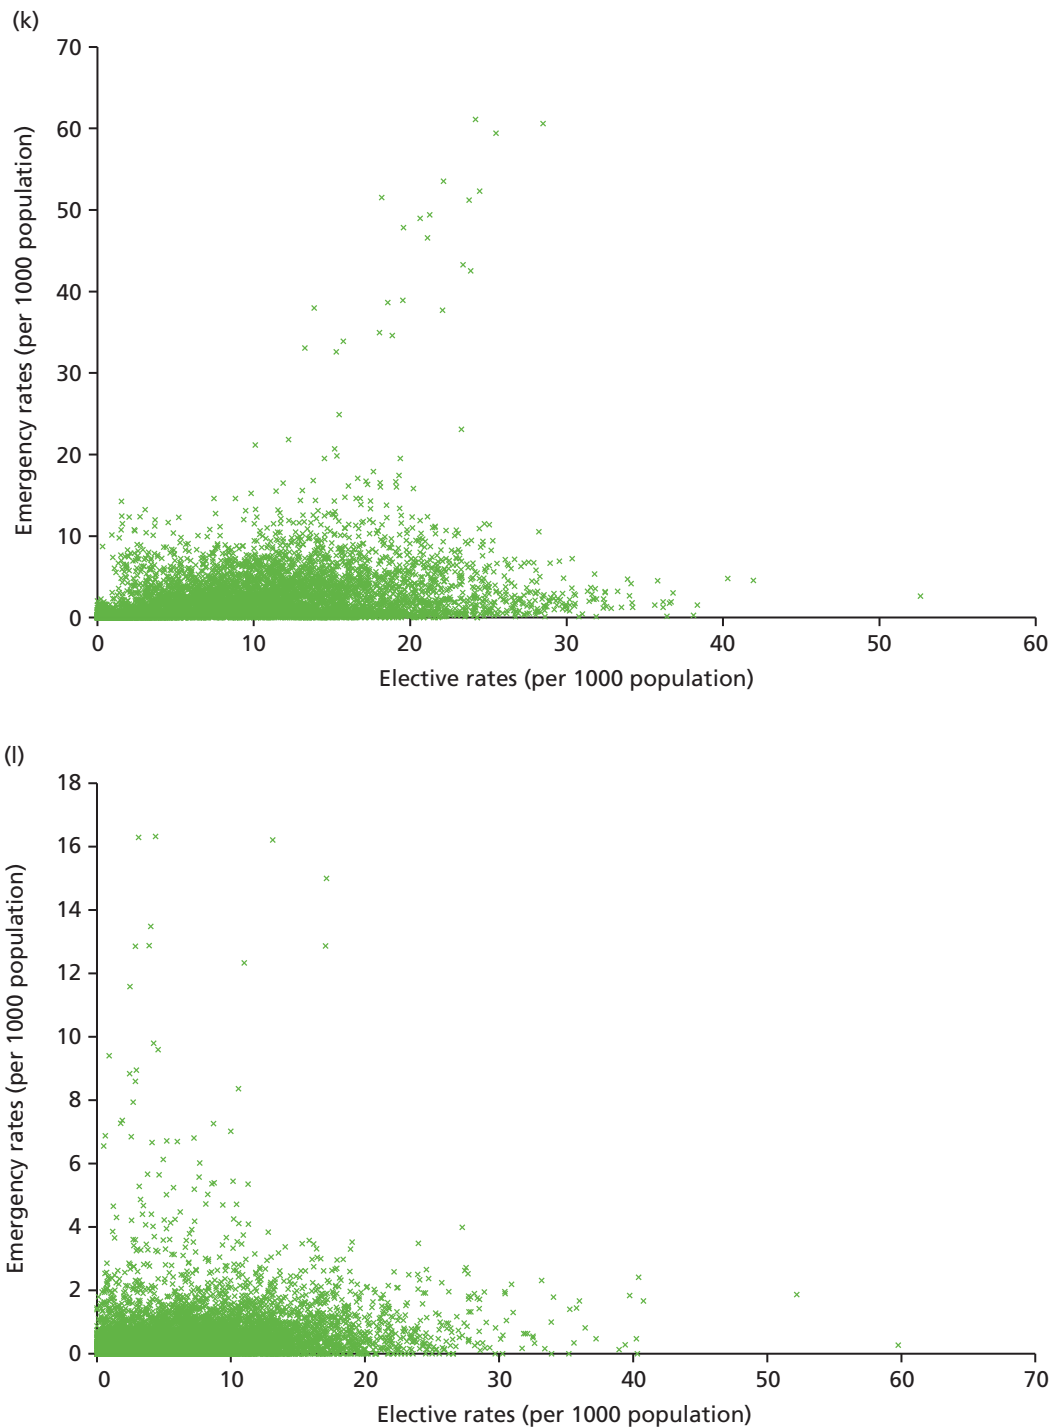 (k)
70
60
50
40
30
20
10
0
Emergency rates (per 1000 population)
0 10 20 30 40 50 60
Elective rates (per 1000 population)
(l)
18
16
14
12
10
8
6
4
2
0
Emergency rates (per 1000 population)
0 10 20 30 40 50 60 70
Elective rates (per 1000 population)